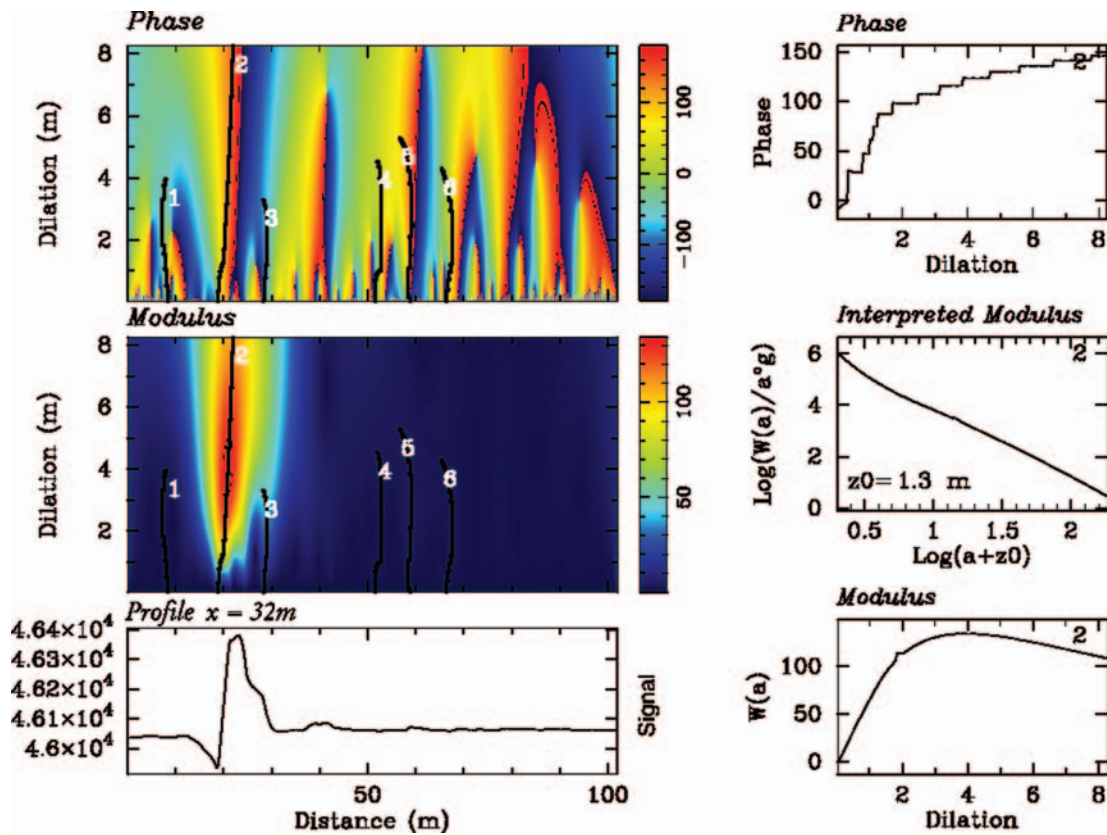 Phase
Dilation (m)
8
6
4
2
1
2
3
4
5
6
100
0
−100
Modulus
Dilation (m)
8
6
4
2
1
2
3
4
5
6
100
50
Profile x = 32m
4.64×10⁴
4.63×10⁴
4.62×10⁴
4.61×10⁴
4.6×10⁴
Signal
0
50
100
Distance (m)
Phase
Phase
150
100
50
0
2
2 4 6 8
Dilation
Interpreted Modulus
Log(W(a)/a°g)
6
4
2
0
2
z0=1.3 m
0.5 1 1.5 2
Log(a+z0)
Modulus
W(a)
100
50
0
2
2 4 6 8
Dilation